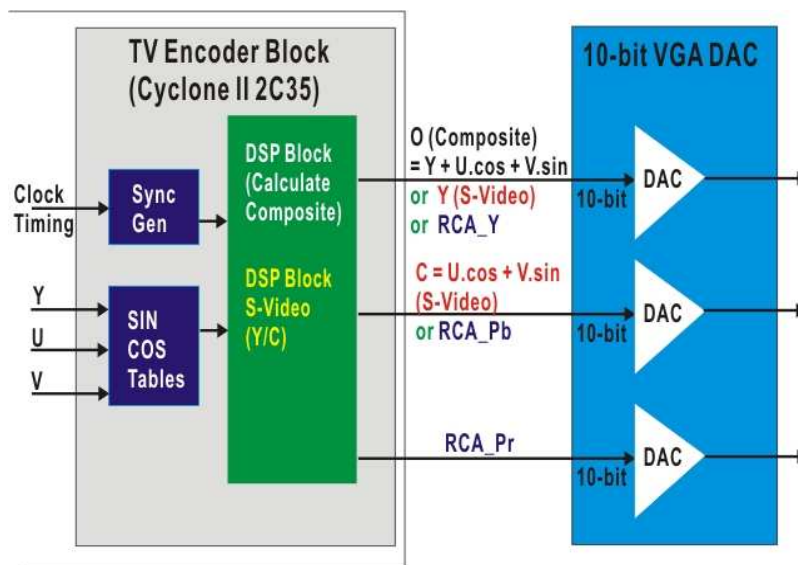 TV Encoder Block
(Cyclone II 2C35)
10-bit VGA DAC
Clock
Timing
Sync
Gen
DSP Block
(Calculate
Composite)
O (Composite)
= Y + U.cos + V.sin
or Y (S-Video)
or RCA_Y
10-bit
DAC
Y
U
V
SIN
COS
Tables
DSP Block
S-Video
(Y/C)
C = U.cos + V.sin
(S-Video)
or RCA_Pb
10-bit
DAC
RCA_Pr
10-bit
DAC